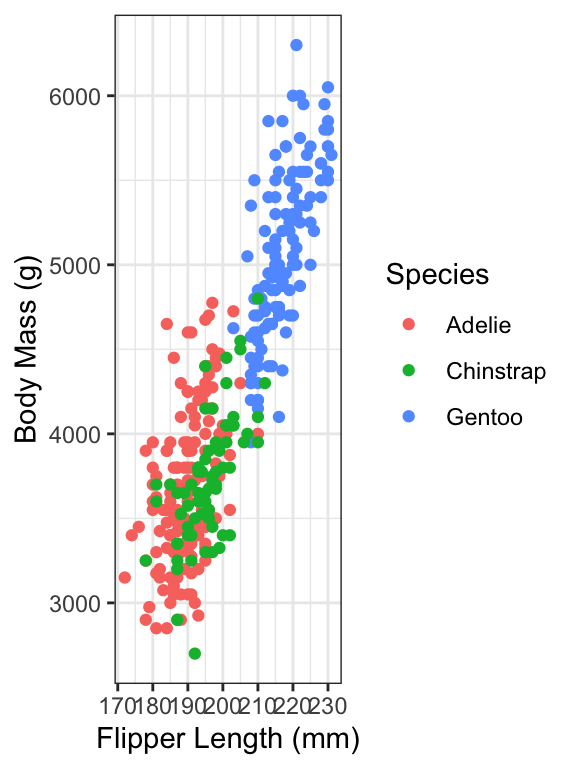 6000
5000
4000
3000
Body Mass (g)
170 180 190 200 210 220 230
Flipper Length (mm)
Species
Adelie
Chinstrap
Gentoo